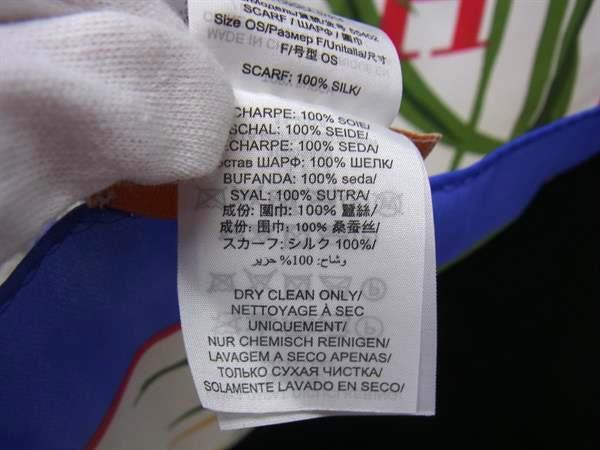 SCARF / ШАРФ / 圍巾
Size OS/Размер F/Unitalla/尺寸
F/号型 OS
SCARF: 100% SILK/
ECHARPE: 100% SOIE/
SCHAL: 100% SEIDE/
ECHARPE: 100% SEDA/
состав ШАРФ: 100% ШЕЛК/
BUFANDA: 100% seda/
SYAL: 100% SUTRA/
成份: 圍巾: 100% 蠶絲/
成份: 围巾: 100% 桑蚕丝/
スカーフ: シルク 100%/
وشاح: 100% حرير/
DRY CLEAN ONLY/
NETTOYAGE À SEC
UNIQUEMENT/
NUR CHEMISCH REINIGEN/
LAVAGEM A SECO APENAS/
ТОЛЬКО СУХАЯ ЧИСТКА/
SOLAMENTE LAVADO EN SECO/
H